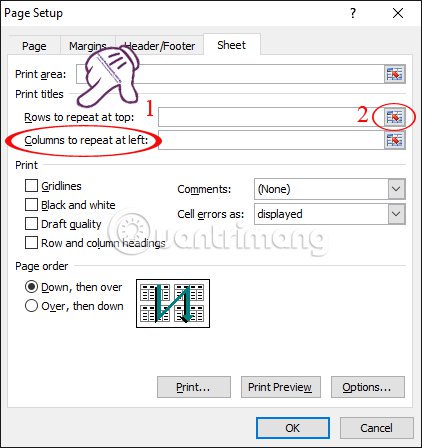 Page Setup
Page Margins Header/Footer Sheet
Print area:
Print titles
1
Rows to repeat at top:
2
Columns to repeat at left:
Print
Gridlines
Comments: (None)
Black and white
Cell errors as: displayed
Draft quality
Row and column headings
Quantrimang
Page order
Down, then over
Over, then down
Print... Print Preview Options...
OK Cancel